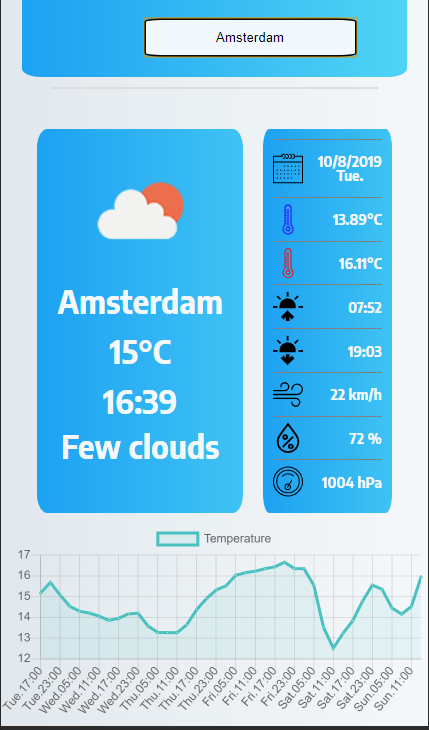 Amsterdam
Amsterdam
15°C
16:39
Few clouds
10/8/2019
Tue.
13.89°C
16.11°C
07:52
19:03
22 km/h
72 %
1004 hPa
Temperature
17
16
15
14
13
12
Tue.17:00
Tue.23:00
Wed.05:00
Wed.11:00
Wed.17:00
Wed.23:00
Thu.05:00
Thu.11:00
Thu.17:00
Thu.23:00
Fri.05:00
Fri.11:00
Fri.17:00
Fri.23:00
Sat.05:00
Sat.11:00
Sat.17:00
Sat.23:00
Sun.05:00
Sun.11:00